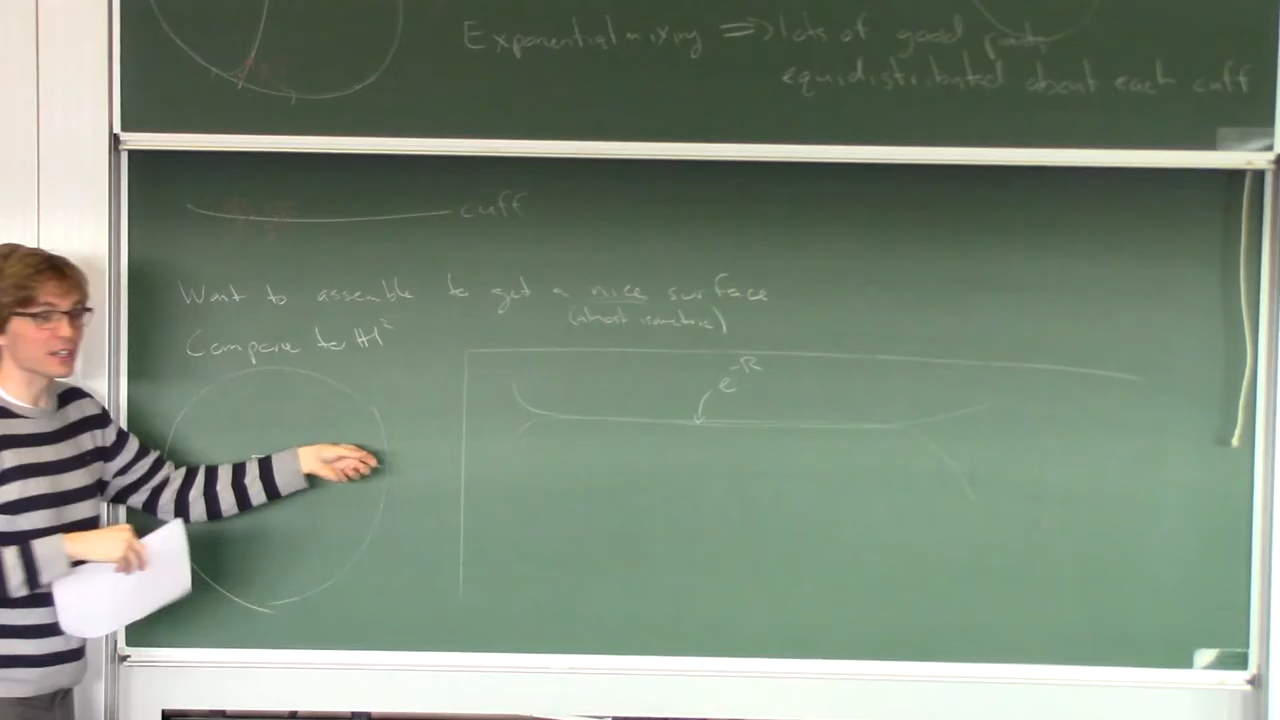 Exponential mixing ⇒ lots of good pants
equidistributed about each cuff
cuff
Want to assemble to get a nice surface
(almost isometric)
Compare to H²
e^-R